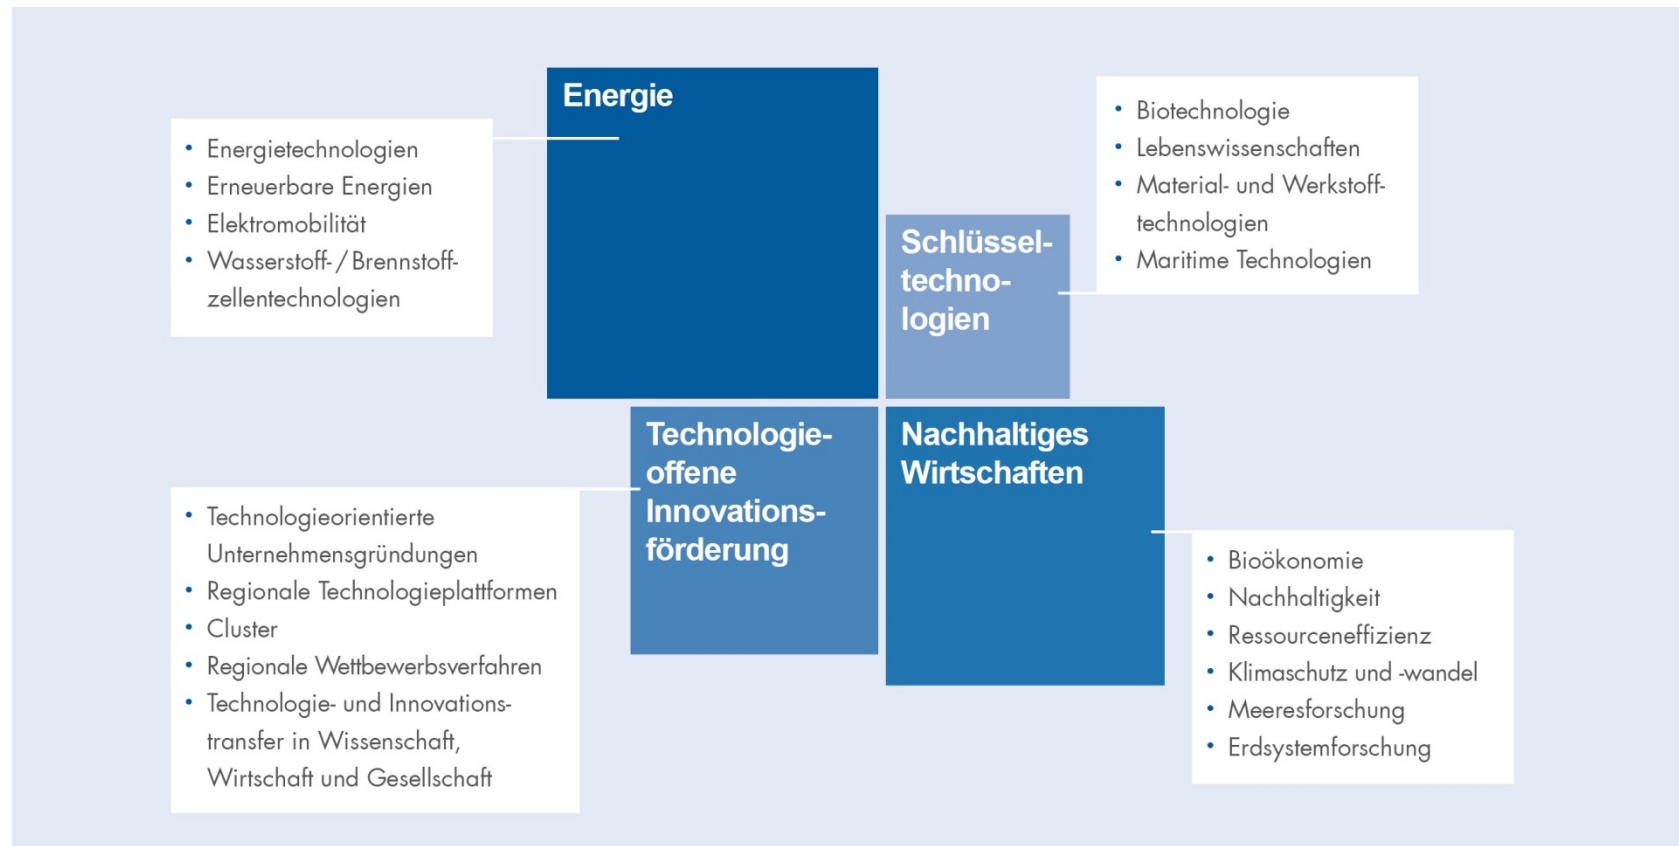 Energie
• Energietechnologien
• Erneuerbare Energien
• Elektromobilität
• Wasserstoff-/Brennstoff-
zellentechnologien
Schlüssel-
techno-
logien
• Biotechnologie
• Lebenswissenschaften
• Material- und Werkstoff-
technologien
• Maritime Technologien
Technologie-
offene
Innovations-
förderung
• Technologieorientierte
Unternehmensgründungen
• Regionale Technologieplattformen
• Cluster
• Regionale Wettbewerbsverfahren
• Technologie- und Innovations-
transfer in Wissenschaft,
Wirtschaft und Gesellschaft
Nachhaltiges
Wirtschaften
• Bioökonomie
• Nachhaltigkeit
• Ressourceneffizienz
• Klimaschutz und -wandel
• Meeresforschung
• Erdsystemforschung